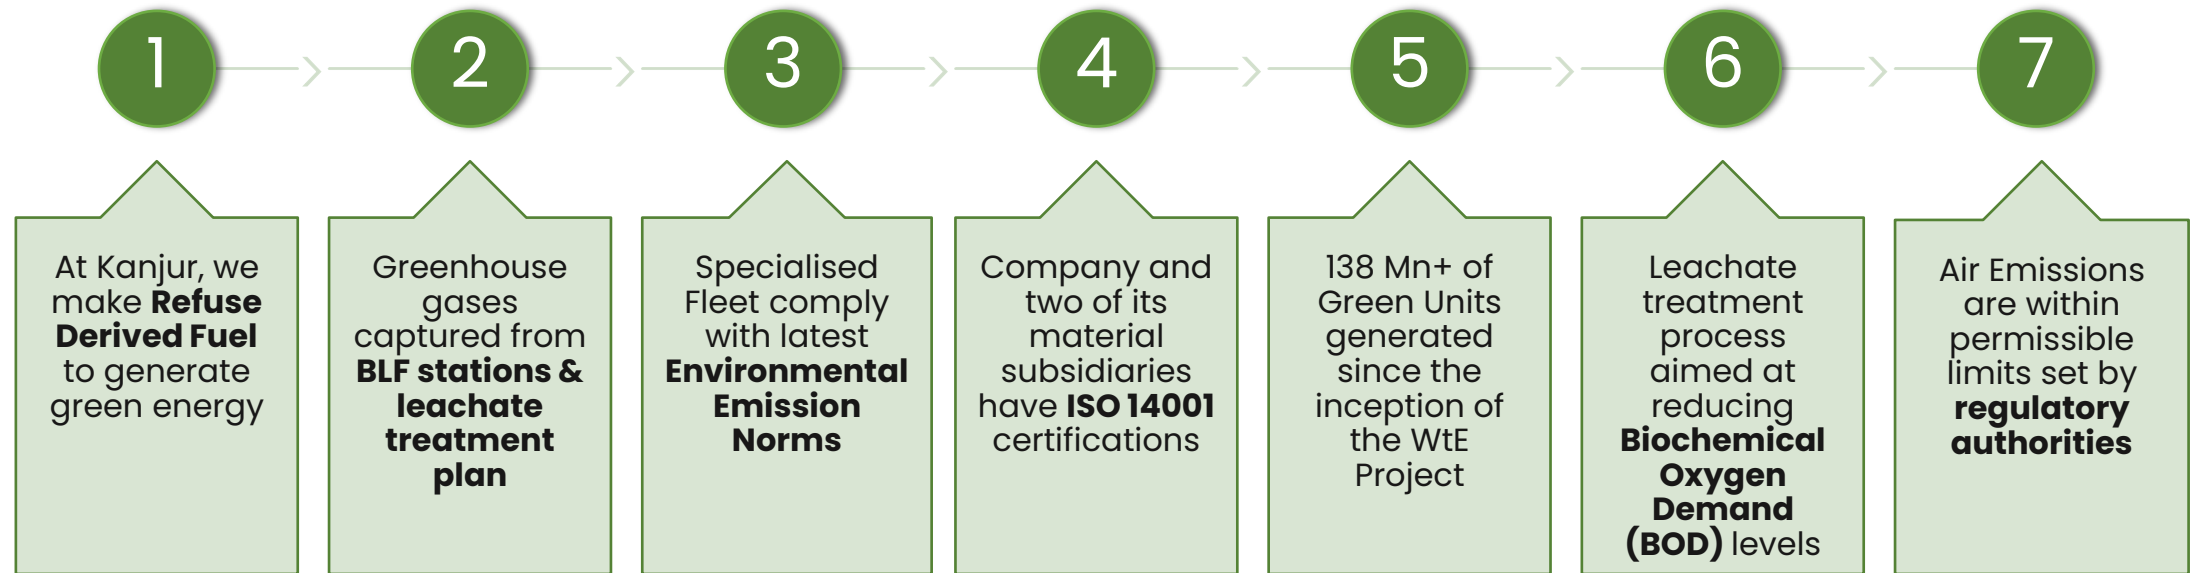 1
2
3
4
5
6
7
At Kanjur, we
make Refuse
Derived Fuel
to generate
green energy
Greenhouse
gases
captured from
BLF stations &
leachate
treatment
plan
Specialised
Fleet comply
with latest
Environmental
Emission
Norms
Company and
two of its
material
subsidiaries
have ISO 14001
certifications
138 Mn+ of
Green Units
generated
since the
inception of
the WtE
Project
Leachate
treatment
process
aimed at
reducing
Biochemical
Oxygen
Demand
(BOD) levels
Air Emissions
are within
permissible
limits set by
regulatory
authorities